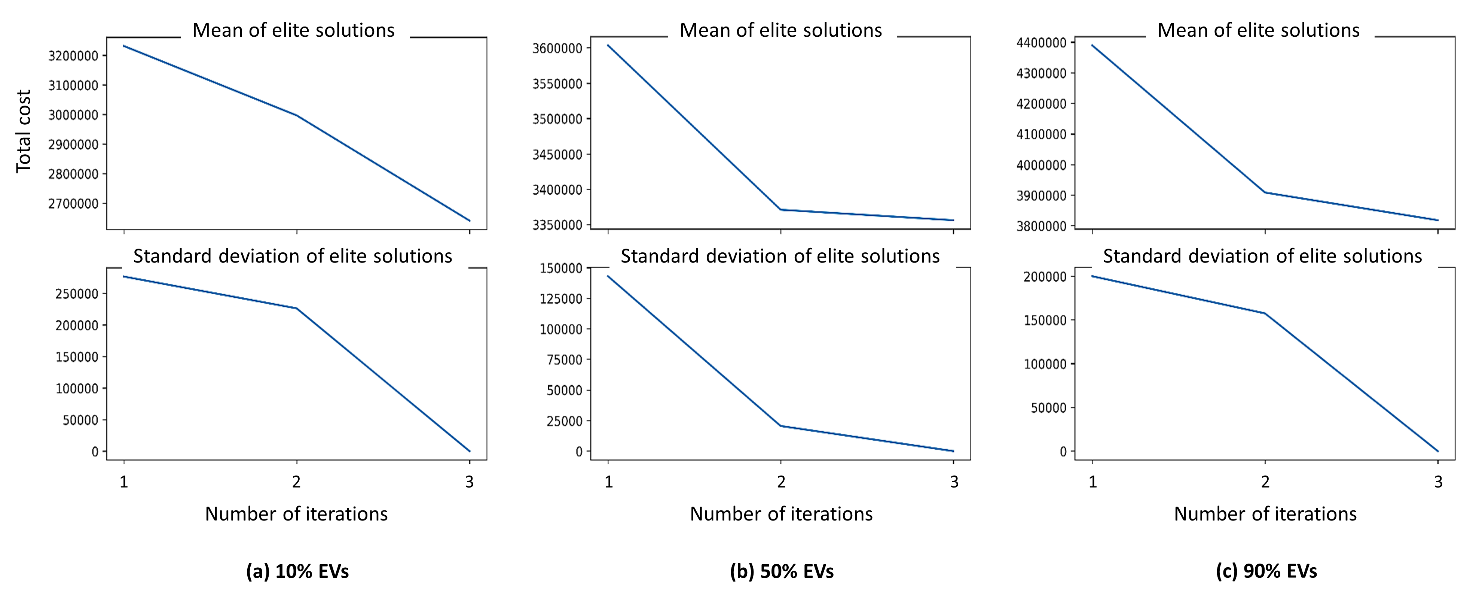 Mean of elite solutions
Total cost
3200000
3100000
3000000
2900000
2800000
2700000
Standard deviation of elite solutions
250000
200000
150000
100000
50000
0
1 2 3
Number of iterations
(a) 10% EVs
Mean of elite solutions
3600000
3550000
3500000
3450000
3400000
3350000
Standard deviation of elite solutions
150000
125000
100000
75000
50000
25000
0
1 2 3
Number of iterations
(b) 50% EVs
Mean of elite solutions
4400000
4300000
4200000
4100000
4000000
3900000
3800000
Standard deviation of elite solutions
200000
150000
100000
50000
0
1 2 3
Number of iterations
(c) 90% EVs